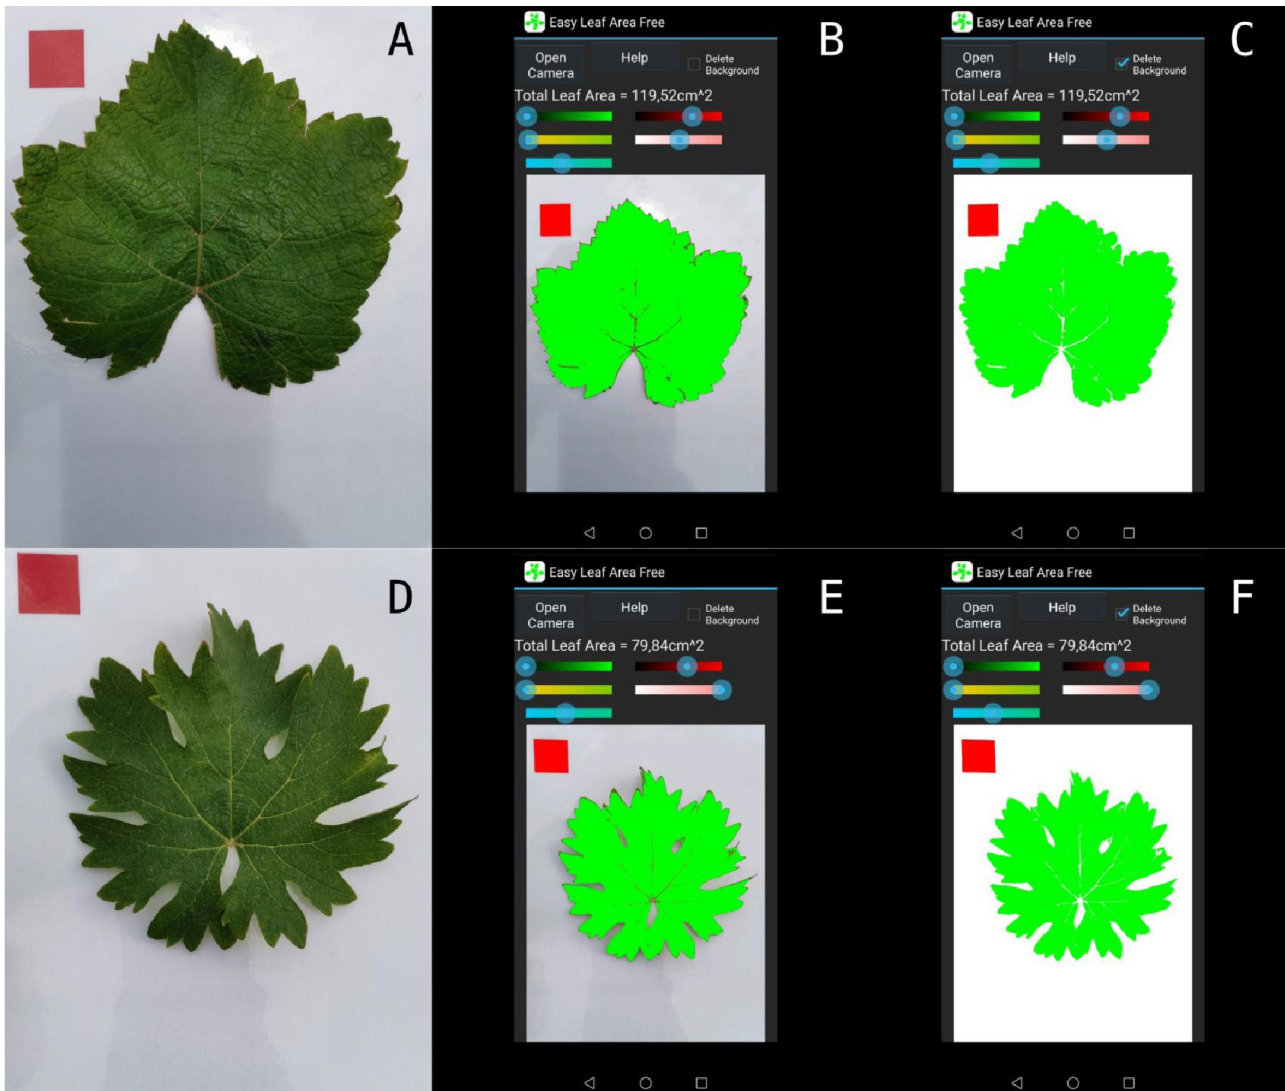 A
Easy Leaf Area Free
B
Open
Camera
Help
Delete
Background
Total Leaf Area = 119,52cm^2
Easy Leaf Area Free
C
Open
Camera
Help
Delete
Background
Total Leaf Area = 119,52cm^2
D
Easy Leaf Area Free
E
Open
Camera
Help
Delete
Background
Total Leaf Area = 79,84cm^2
Easy Leaf Area Free
F
Open
Camera
Help
Delete
Background
Total Leaf Area = 79,84cm^2